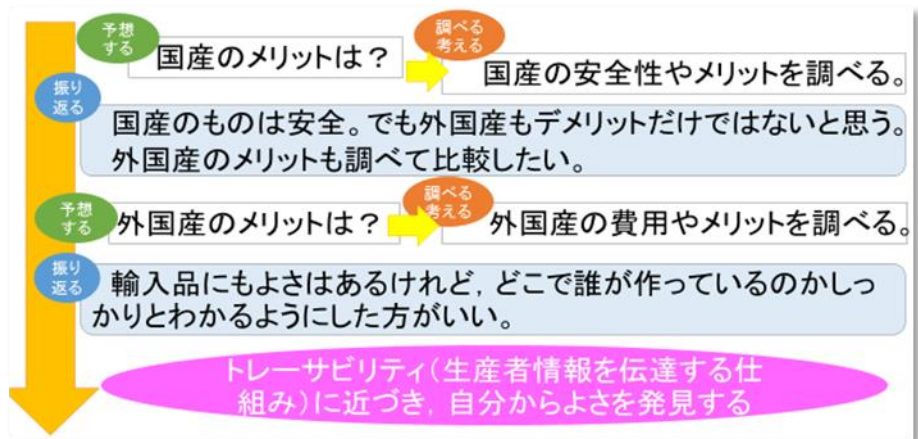 予想
する
国産のメリットは？
調べる
考える
国産の安全性やメリットを調べる。
振り
返る
国産のものは安全。でも外国産もデメリットだけではないと思う。
外国産のメリットも調べて比較したい。
予想
する
外国産のメリットは？
調べる
考える
外国産の費用やメリットを調べる。
振り
返る
輸入品にもよさはあるけれど，どこで誰が作っているのかしっ
かりとわかるようにした方がいい。
トレーサビリティ（生産者情報を伝達する仕
組み）に近づき，自分からよさを発見する